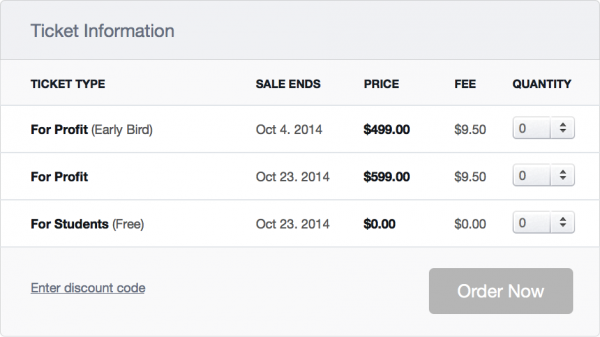 Ticket Information
TICKET TYPE SALE ENDS PRICE FEE QUANTITY
For Profit (Early Bird) Oct 4. 2014 $499.00 $9.50 0
For Profit Oct 23. 2014 $599.00 $9.50 0
For Students (Free) Oct 23. 2014 $0.00 $0.00 0
Enter discount code Order Now